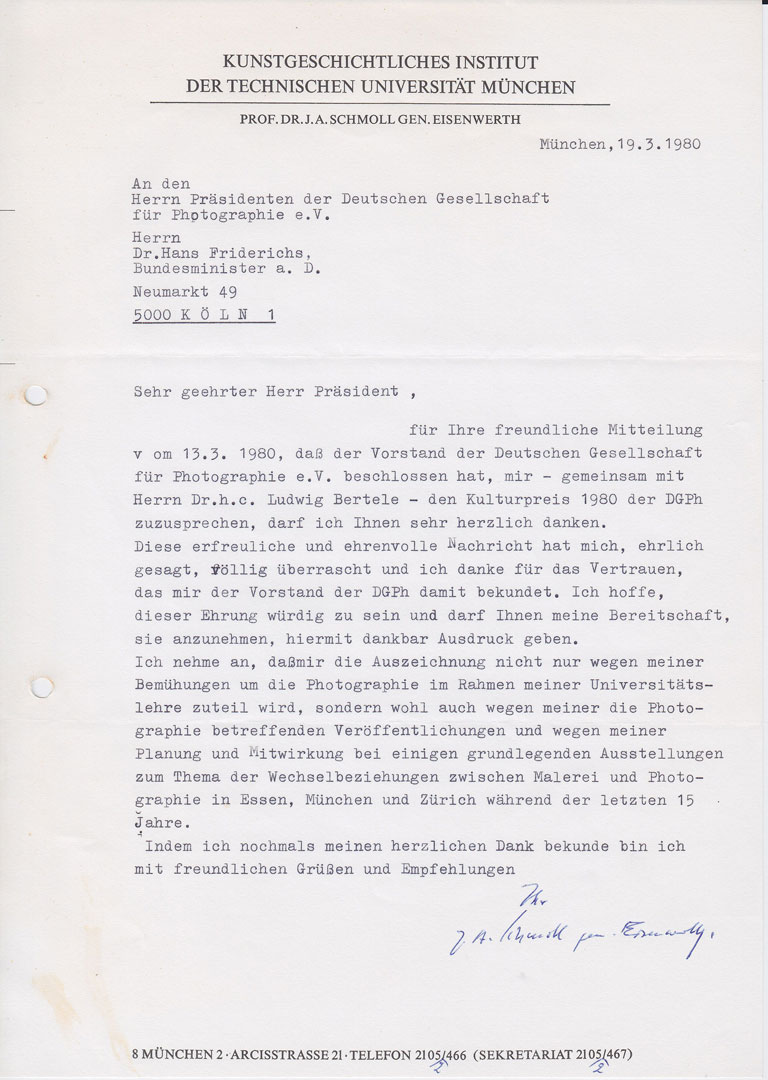 KUNSTGESCHICHTLICHES INSTITUT
DER TECHNISCHEN UNIVERSITÄT MÜNCHEN
PROF. DR. J. A. SCHMOLL GEN. EISENWERTH
München, 19.3.1980
An den
Herrn Präsidenten der Deutschen Gesellschaft
für Photographie e.V.
Herrn
Dr.Hans Friderichs,
Bundesminister a. D.
Neumarkt 49
5000 K Ö L N 1
Sehr geehrter Herr Präsident ,
für Ihre freundliche Mitteilung
v om 13.3. 1980, daß der Vorstand der Deutschen Gesellschaft
für Photographie e.V. beschlossen hat, mir - gemeinsam mit
Herrn Dr.h.c. Ludwig Bertele - den Kulturpreis 1980 der DGPh
zuzusprechen, darf ich Ihnen sehr herzlich danken.
Diese erfreuliche und ehrenvolle Nachricht hat mich, ehrlich
gesagt, völlig überrascht und ich danke für das Vertrauen,
das mir der Vorstand der DGPh damit bekundet. Ich hoffe,
dieser Ehrung würdig zu sein und darf Ihnen meine Bereitschaft,
sie anzunehmen, hiermit dankbar Ausdruck geben.
Ich nehme an, daßmir die Auszeichnung nicht nur wegen meiner
Bemühungen um die Photographie im Rahmen meiner Universitäts-
lehre zuteil wird, sondern wohl auch wegen meiner die Photo-
graphie betreffenden Veröffentlichungen und wegen meiner
Planung und Mitwirkung bei einigen grundlegenden Ausstellungen
zum Thema der Wechselbeziehungen zwischen Malerei und Photo-
graphie in Essen, München und Zürich während der letzten 15
Jahre.
Indem ich nochmals meinen herzlichen Dank bekunde bin ich
mit freundlichen Grüßen und Empfehlungen
Ihr
J. A. Schmoll gen. Eisenwerth.
8 MÜNCHEN 2 · ARCISSTRASSE 21 · TELEFON 2105/466 (SEKRETARIAT 2105/467)
2 2